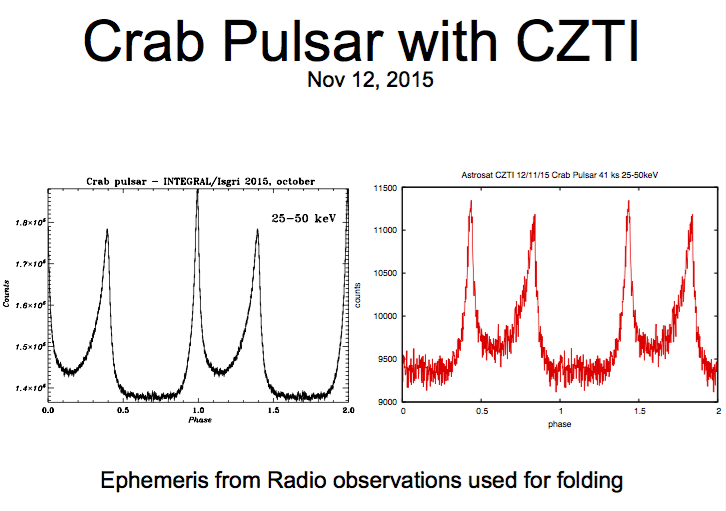 Crab Pulsar with CZTI
Nov 12, 2015
Crab pulsar – INTEGRAL/Isgri 2015, october
25–50 keV
Counts
1.8×10⁶
1.7×10⁶
1.6×10⁶
1.5×10⁶
1.4×10⁶
0.0 0.5 1.0 1.5 2.0
Phase
Astrosat CZTI 12/11/15 Crab Pulsar 41 ks 25-50keV
counts
11500
11000
10500
10000
9500
9000
0 0.5 1 1.5 2
phase
Ephemeris from Radio observations used for folding